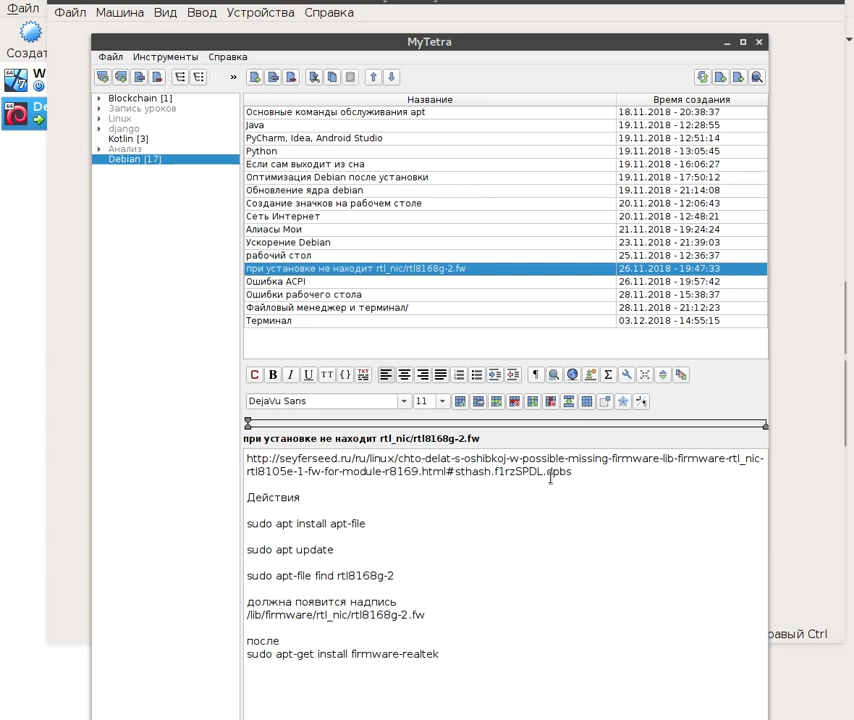 Файл
Создат
W
De
Файл Машина Вид Ввод Устройства Справка
MyTetra
Файл Инструменты Справка
»
Blockchain [1]
Запись уроков
Linux
django
Kotlin [3]
Анализ
Debian [17]
Название Время создания
Основные команды обслуживания apt 18.11.2018 - 20:38:37
Java 19.11.2018 - 12:28:55
PyCharm, Idea, Android Studio 19.11.2018 - 12:51:14
Python 19.11.2018 - 13:05:45
Если сам выходит из сна 19.11.2018 - 16:06:27
Оптимизация Debian после установки 19.11.2018 - 17:50:12
Обновление ядра debian 19.11.2018 - 21:14:08
Создание значков на рабочем столе 20.11.2018 - 12:06:43
Сеть Интернет 20.11.2018 - 12:48:21
Алиасы Мои 21.11.2018 - 19:24:24
Ускорение Debian 23.11.2018 - 21:39:03
рабочий стол 25.11.2018 - 12:36:37
при установке не находит rtl_nic/rtl8168g-2.fw 26.11.2018 - 19:47:33
Ошибка ACPI 26.11.2018 - 19:57:42
Ошибки рабочего стола 28.11.2018 - 15:38:37
Файловый менеджер и терминал/ 28.11.2018 - 21:12:23
Терминал 03.12.2018 - 14:55:15
C B I U TT {} TXT ¶ Σ
DejaVu Sans 11
при установке не находит rtl_nic/rtl8168g-2.fw
http://seyferseed.ru/ru/linux/chto-delat-s-oshibkoj-w-possible-missing-firmware-lib-firmware-rtl_nic-
rtl8105e-1-fw-for-module-r8169.html#sthash.f1rzSPDL.dpbs
Действия
sudo apt install apt-file
sudo apt update
sudo apt-file find rtl8168g-2
должна появится надпись
/lib/firmware/rtl_nic/rtl8168g-2.fw
после
sudo apt-get install firmware-realtek
равый Ctrl